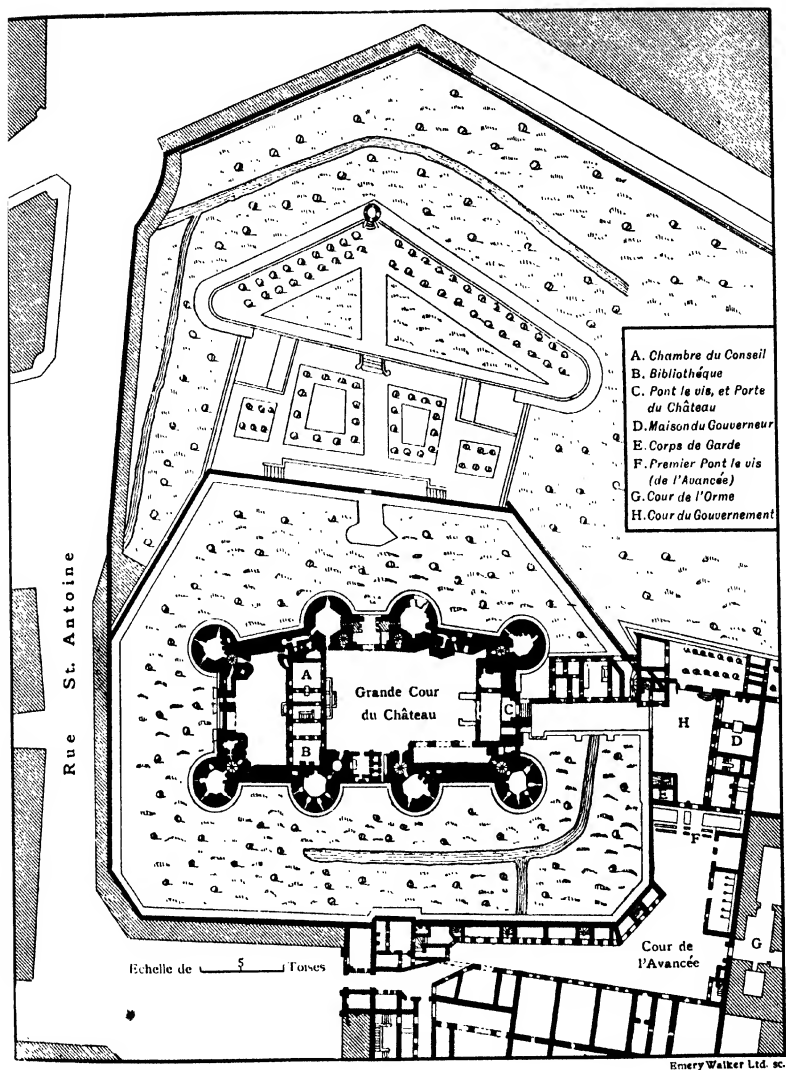 A. Chambre du Conseil
B. Bibliothéque
C. Pont le vis, et Porte
du Château
D. Maison du Gouverneur
E. Corps de Garde
F. Premier Pont le vis
(de l'Avancée)
G. Cour de l'Orme
H. Cour du Gouvernement
Rue St. Antoine
A
Grande Cour
du Château
B
C
H
D
E
F
Cour de
l'Avancée
G
Echelle de 5 Toises
Emery Walker Ltd. sc.